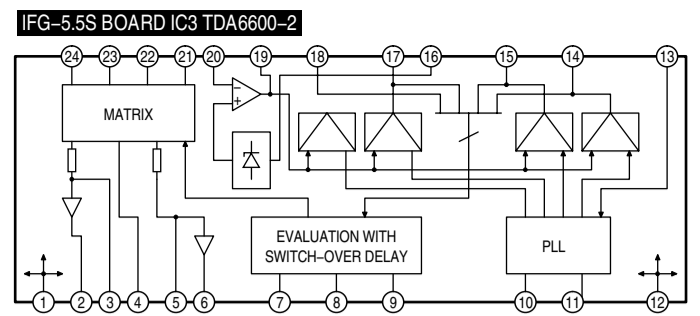 IFG–5.5S BOARD IC3 TDA6600–2
24 23 22 21 20 19 18 17 16 15 14 13
MATRIX
−
+
EVALUATION WITH
SWITCH–OVER DELAY
PLL
1 2 3 4 5 6 7 8 9 10 11 12